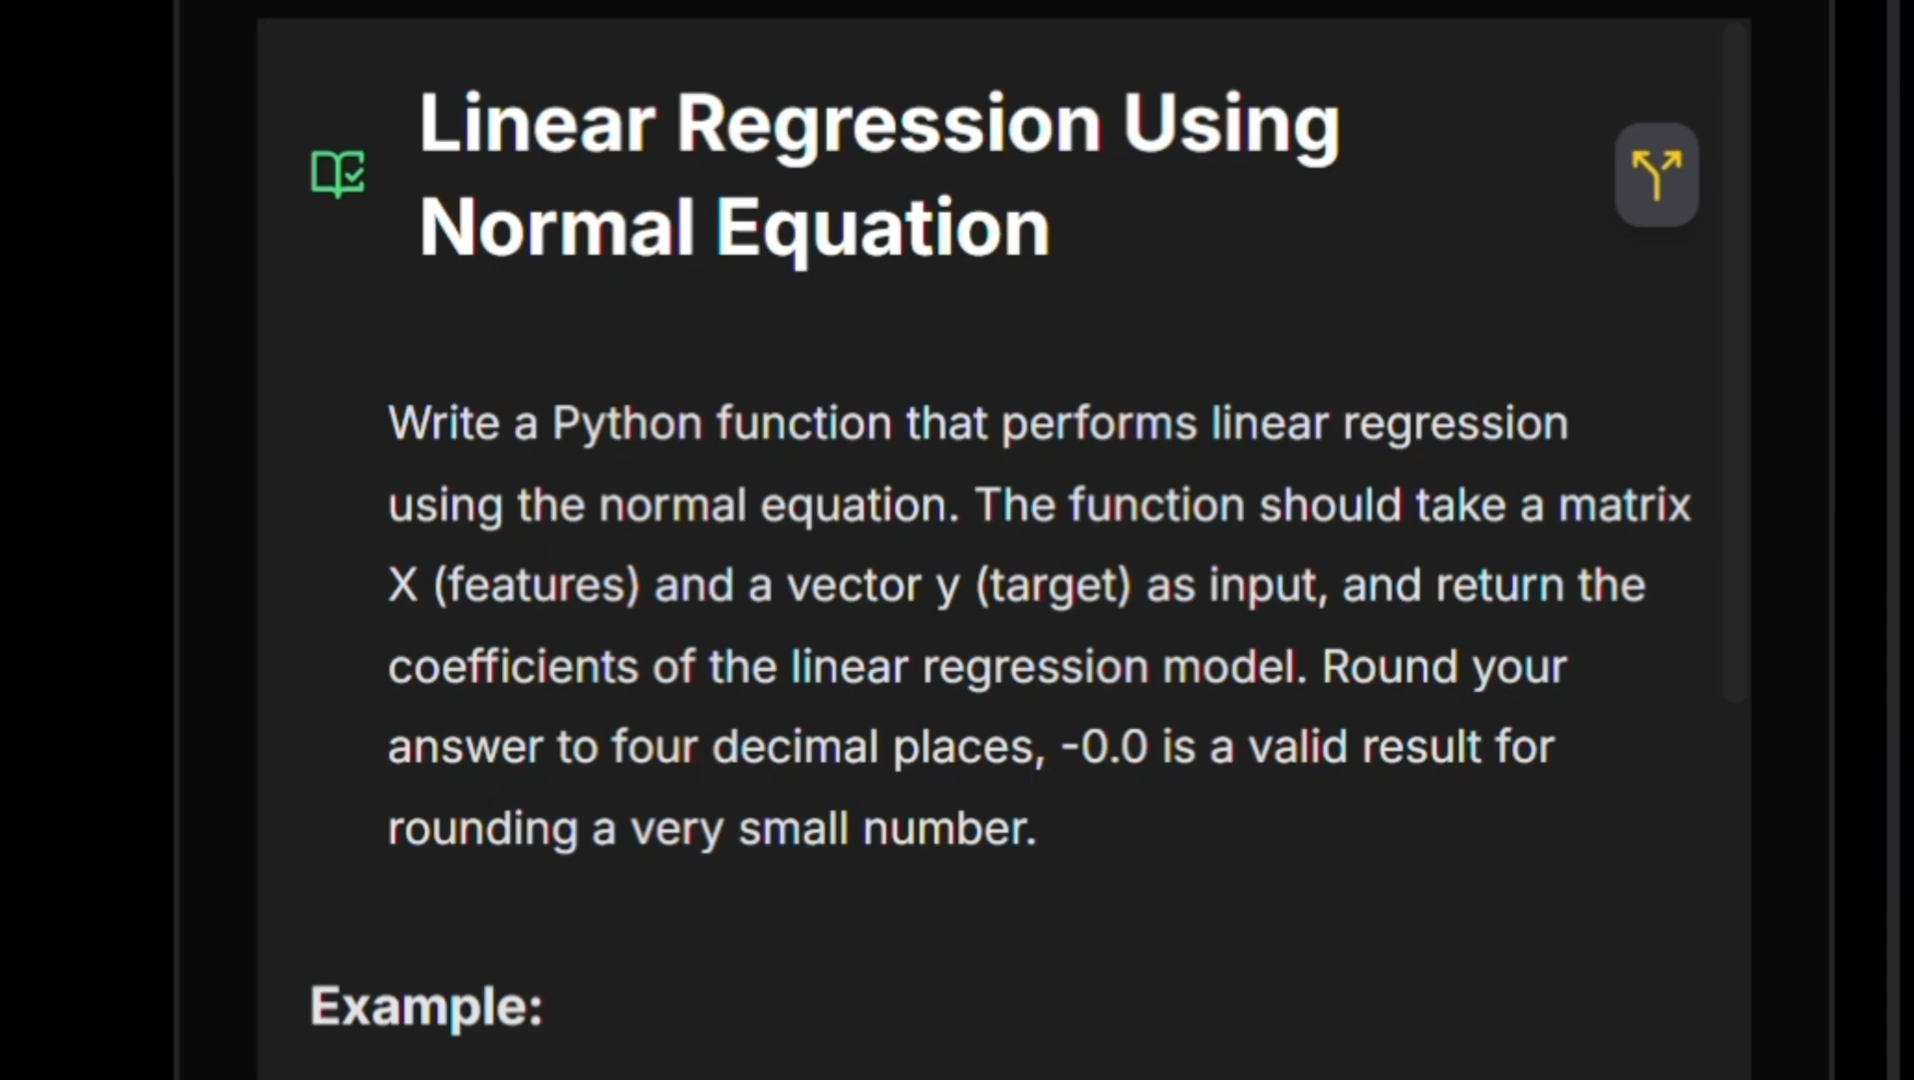 Linear Regression Using
Normal Equation
Write a Python function that performs linear regression
using the normal equation. The function should take a matrix
X (features) and a vector y (target) as input, and return the
coefficients of the linear regression model. Round your
answer to four decimal places, -0.0 is a valid result for
rounding a very small number.
Example: